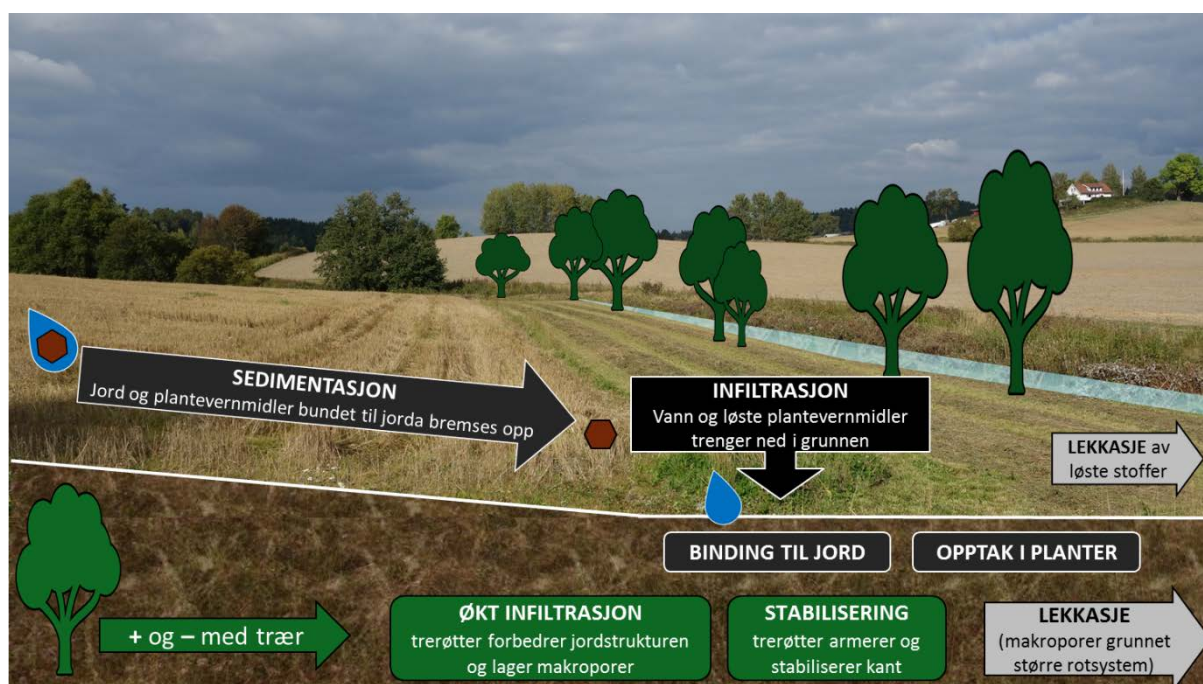 SEDIMENTASJON
Jord og plantevernmidler bundet til jorda bremses opp
INFILTRASJON
Vann og løste plantevernmidler
trenger ned i grunnen
LEKKASJE av
løste stoffer
BINDING TIL JORD
OPPTAK I PLANTER
+ og – med trær
ØKT INFILTRASJON
trerøtter forbedrer jordstrukturen
og lager makroporer
STABILISERING
trerøtter armerer og
stabiliserer kant
LEKKASJE
(makroporer grunnet
større rotsystem)